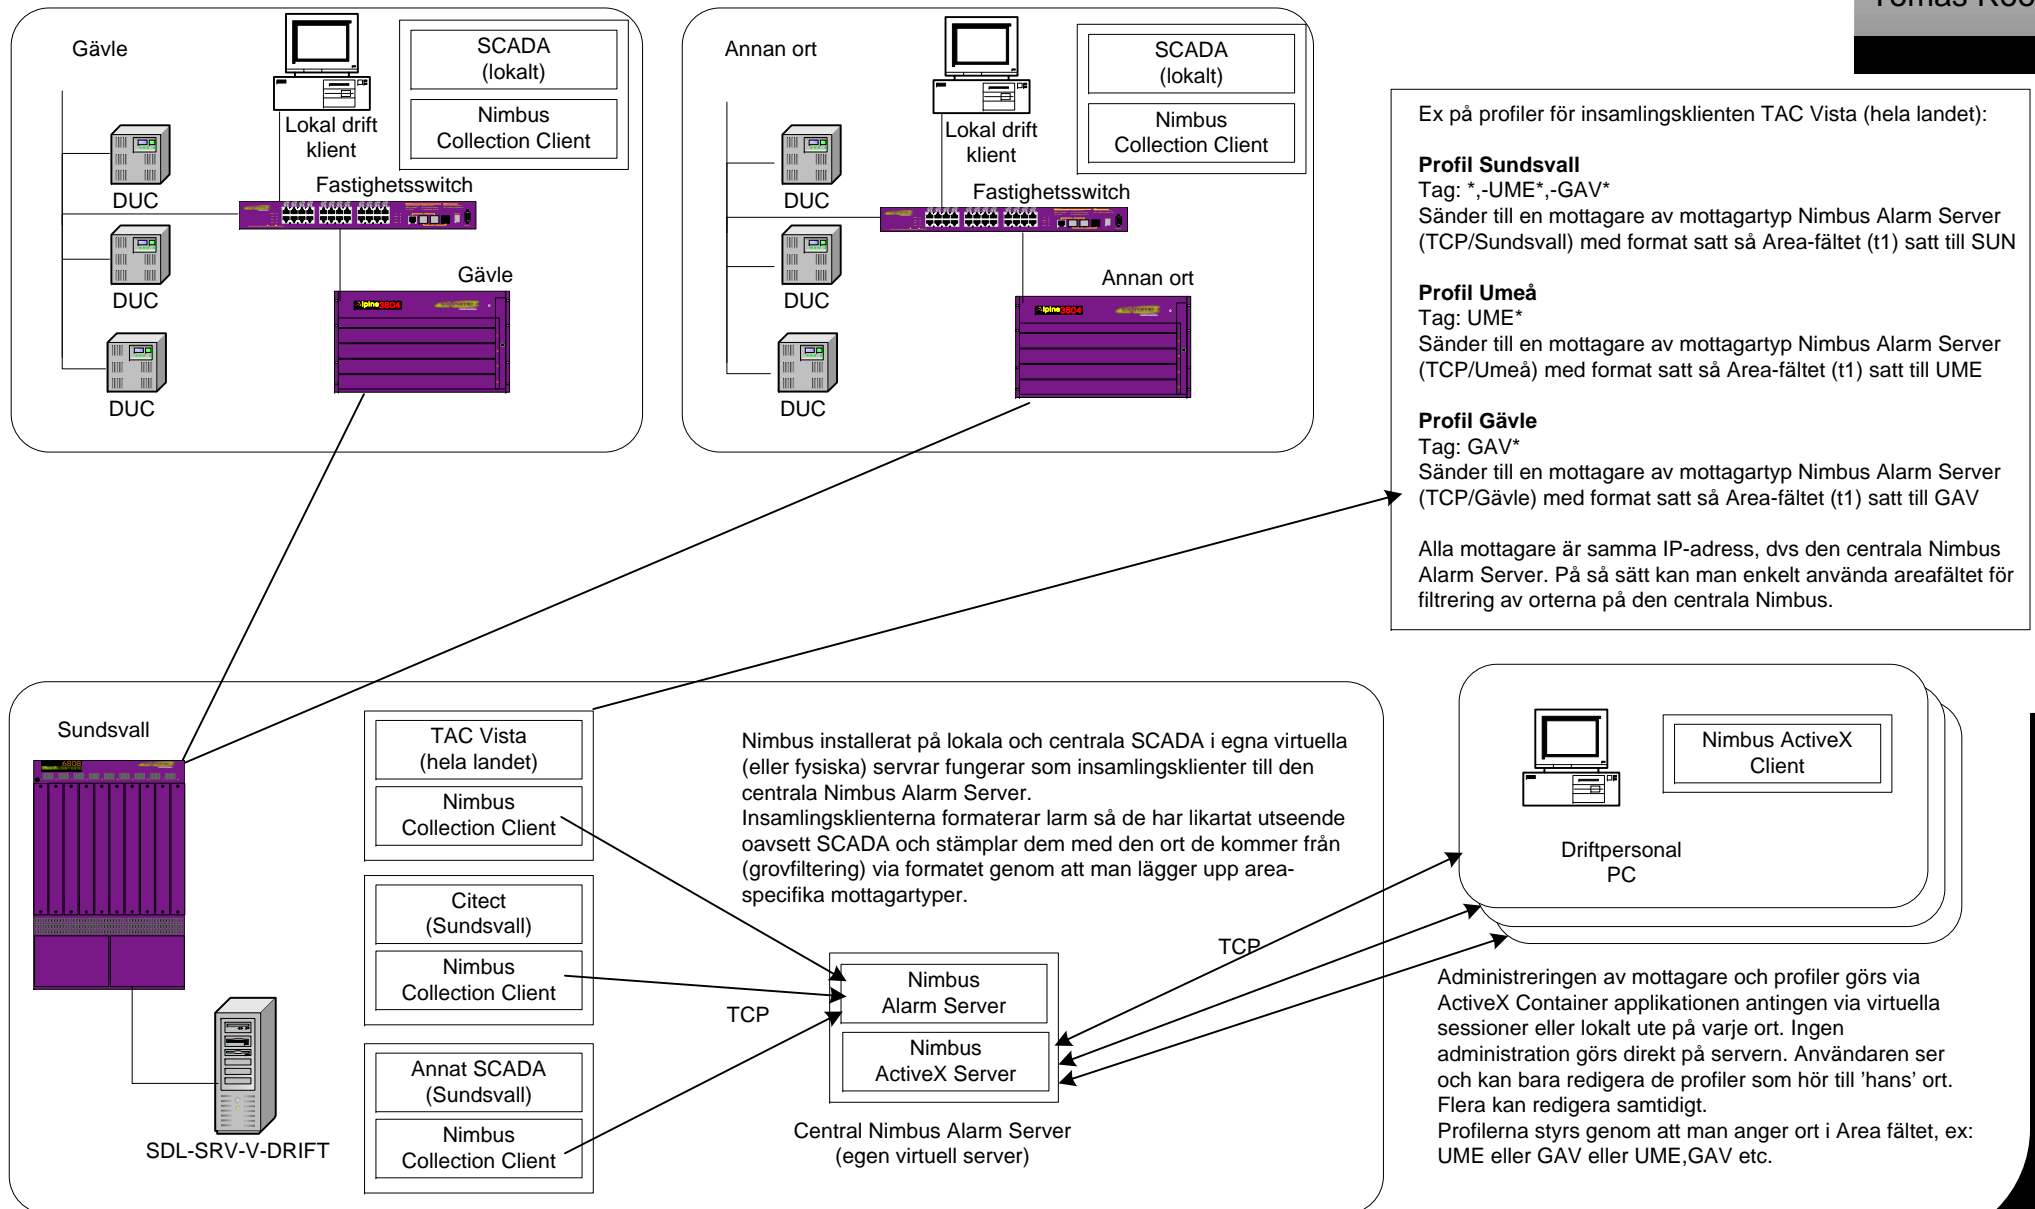 Tomas
Gävle
SCADA
(lokalt)
Nimbus
Collection Client
Lokal drift
klient
Fastighetsswitch
DUC
DUC
DUC
Gävle
3804
Annan ort
SCADA
(lokalt)
Nimbus
Collection Client
Lokal drift
klient
Fastighetsswitch
DUC
DUC
DUC
Annan ort
3804
Ex på profiler för insamlingsklienten TAC Vista (hela landet):
Profil Sundsvall
Tag: *,-UME*,-GAV*
Sänder till en mottagare av mottagartyp Nimbus Alarm Server
(TCP/Sundsvall) med format satt så Area-fältet (t1) satt till SUN
Profil Umeå
Tag: UME*
Sänder till en mottagare av mottagartyp Nimbus Alarm Server
(TCP/Umeå) med format satt så Area-fältet (t1) satt till UME
Profil Gävle
Tag: GAV*
Sänder till en mottagare av mottagartyp Nimbus Alarm Server
(TCP/Gävle) med format satt så Area-fältet (t1) satt till GAV
Alla mottagare är samma IP-adress, dvs den centrala Nimbus
Alarm Server. På så sätt kan man enkelt använda areafältet för
filtrering av orterna på den centrala Nimbus.
Sundsvall
6808
SDL-SRV-V-DRIFT
TAC Vista
(hela landet)
Nimbus
Collection Client
Citect
(Sundsvall)
Nimbus
Collection Client
Annat SCADA
(Sundsvall)
Nimbus
Collection Client
TCP
Nimbus installerat på lokala och centrala SCADA i egna virtuella
(eller fysiska) servrar fungerar som insamlingsklienter till den
centrala Nimbus Alarm Server.
Insamlingsklienterna formaterar larm så de har likartat utseende
oavsett SCADA och stämplar dem med den ort de kommer från
(grovfiltering) via formatet genom att man lägger upp area-
specifika mottagartyper.
Nimbus
Alarm Server
Nimbus
ActiveX Server
Central Nimbus Alarm Server
(egen virtuell server)
TCP
Nimbus ActiveX
Client
Driftpersonal
PC
Administreringen av mottagare och profiler görs via
ActiveX Container applikationen antingen via virtuella
sessioner eller lokalt ute på varje ort. Ingen
administration görs direkt på servern. Användaren ser
och kan bara redigera de profiler som hör till ’hans’ ort.
Flera kan redigera samtidigt.
Profilerna styrs genom att man anger ort i Area fältet, ex:
UME eller GAV eller UME,GAV etc.